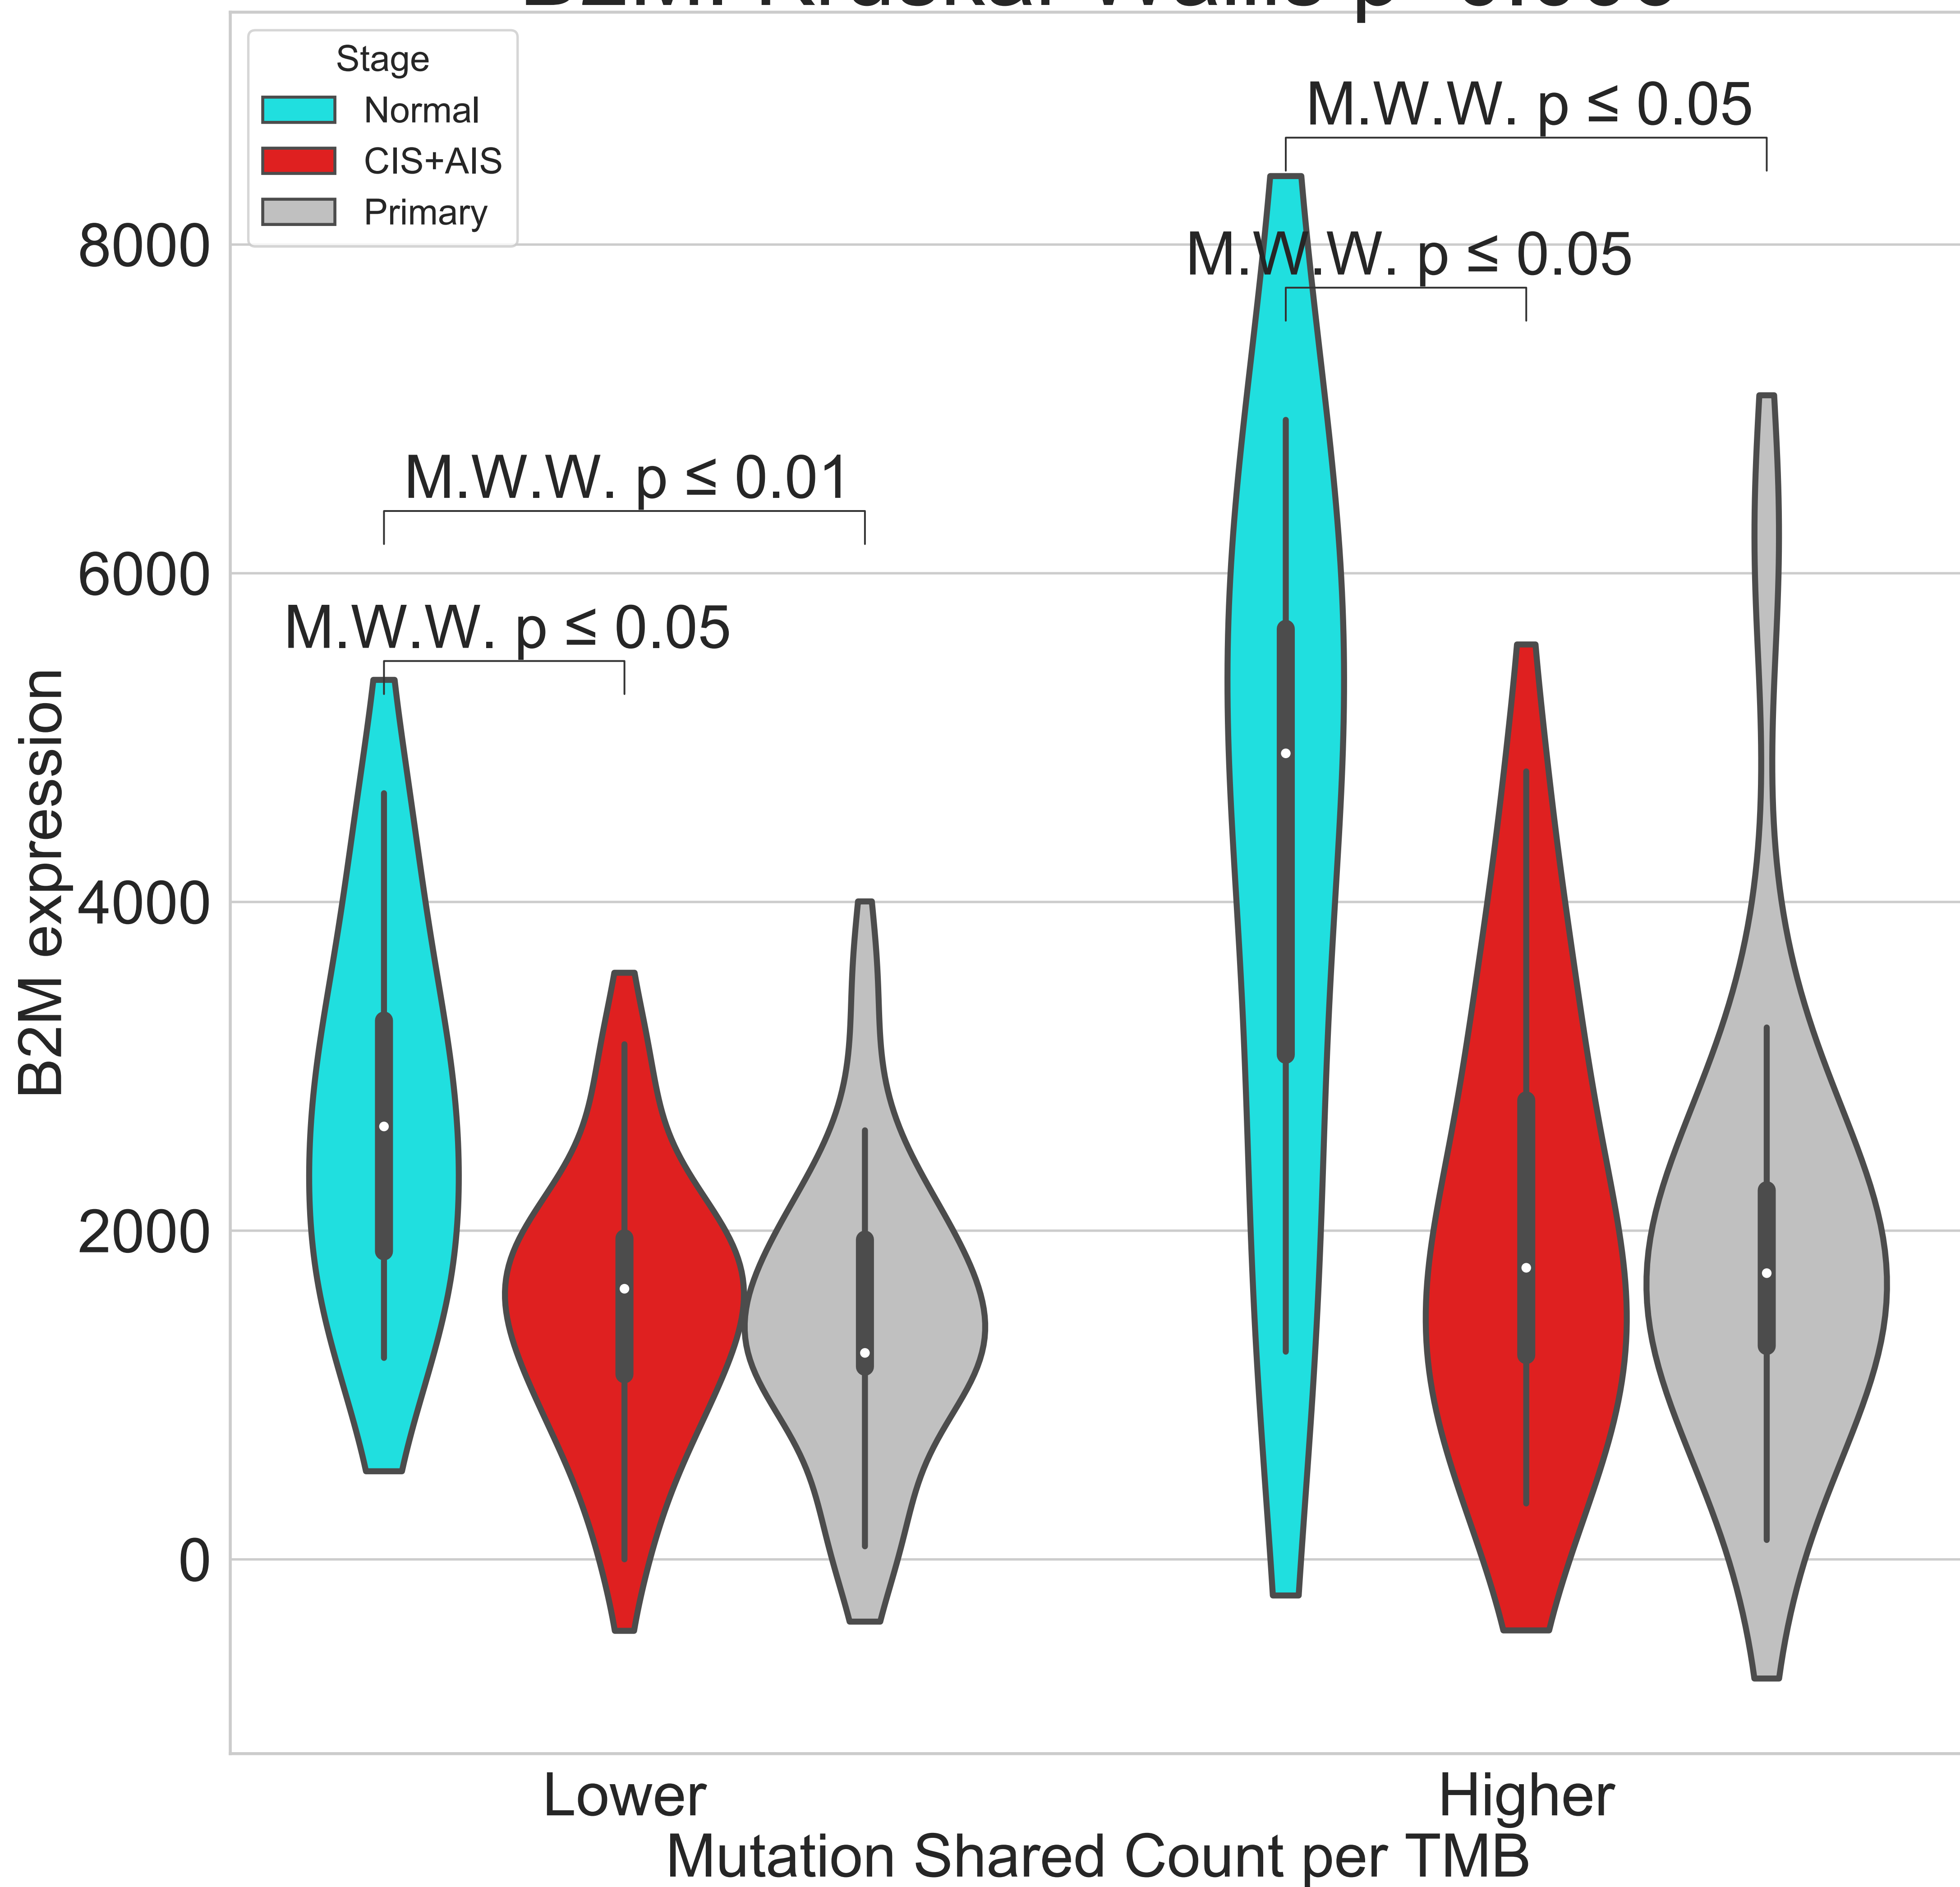 Stage
Normal
CIS+AIS
Primary
M.W.W. p ≤ 0.05
M.W.W. p ≤ 0.05
M.W.W. p ≤ 0.01
M.W.W. p ≤ 0.05
8000
6000
4000
2000
0
B2M expression
Lower
Higher
Mutation Shared Count per TMB